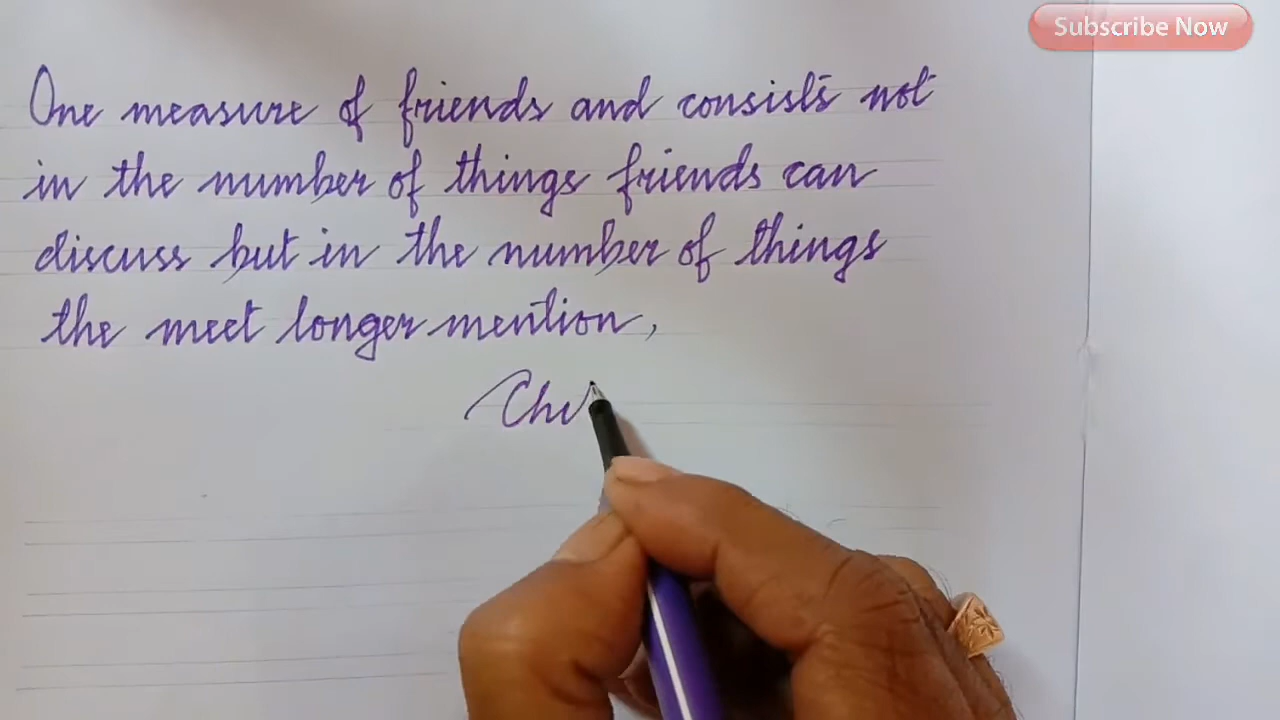 Subscribe Now
One measure of friends and consists not
in the number of things friends can
discuss but in the number of things
the meet longer mention,
Chi